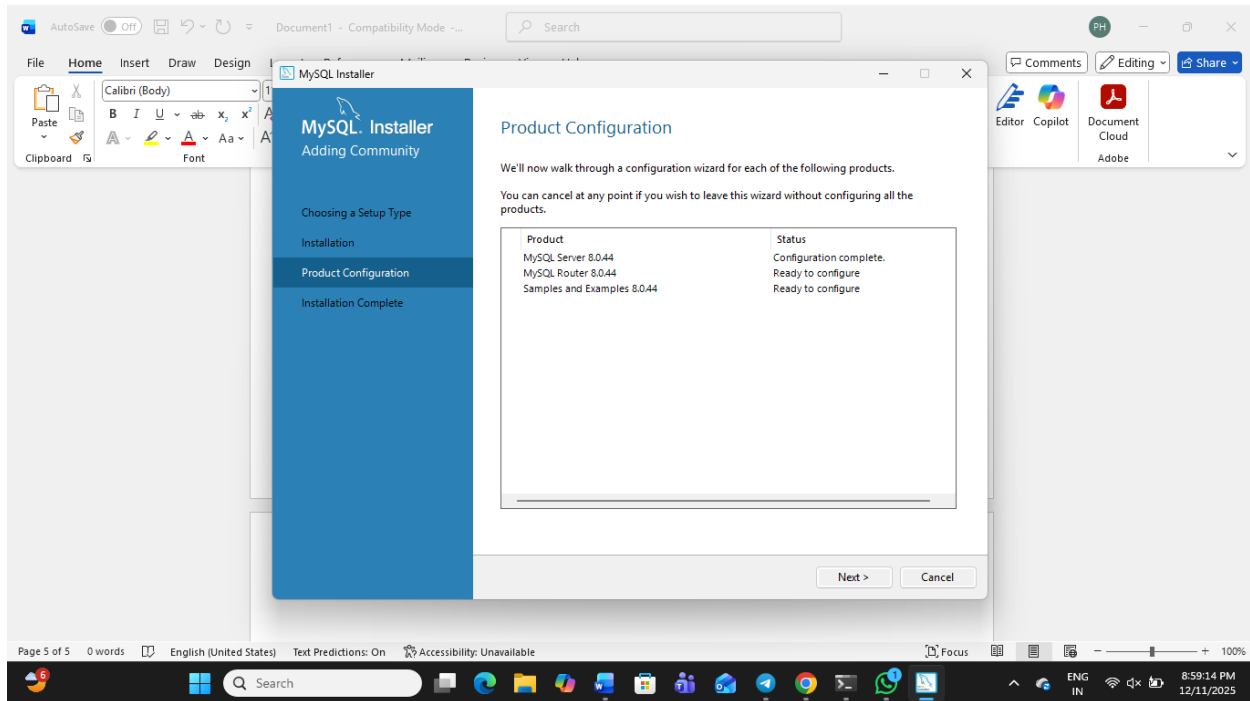 AutoSave Off Document1 - Compatibility Mode -... Search PH
File Home Insert Draw Design
Comments Editing Share
MySQL Installer
Calibri (Body)
Paste
B I U ab x₂ x² A
A A Aa
Clipboard Font
Editor Copilot Document
Cloud
Adobe
MySQL. Installer
Adding Community
Choosing a Setup Type
Installation
Product Configuration
Installation Complete
Product Configuration
We'll now walk through a configuration wizard for each of the following products.
You can cancel at any point if you wish to leave this wizard without configuring all the
products.
Product Status
MySQL Server 8.0.44 Configuration complete.
MySQL Router 8.0.44 Ready to configure
Samples and Examples 8.0.44 Ready to configure
Next > Cancel
Page 5 of 5 0 words English (United States) Text Predictions: On Accessibility: Unavailable Focus 100%
6
Search
1
ENG
IN
8:59:14 PM
12/11/2025